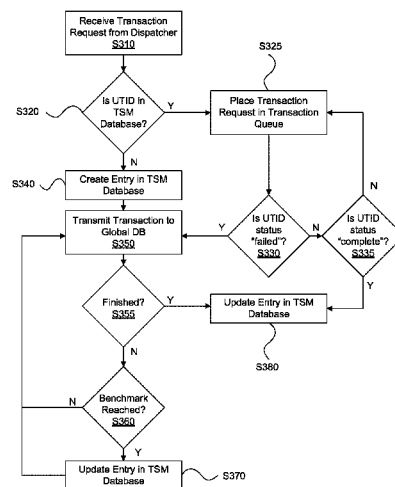 Receive Transaction
Request from Dispatcher
S310
S325
S320
Is UTID in
TSM
Database?
Y
Place Transaction
Request in Transaction
Queue
N
S340
Create Entry in TSM
Database
N
Transmit Transaction to
Global DB
S350
Y
Is UTID
status
"failed"?
S330
N
Is UTID
status
"complete"?
S335
Y
Finished?
S355
Y
Update Entry in TSM
Database
S380
N
N
Benchmark
Reached?
S360
Y
Update Entry in TSM
Database
S370